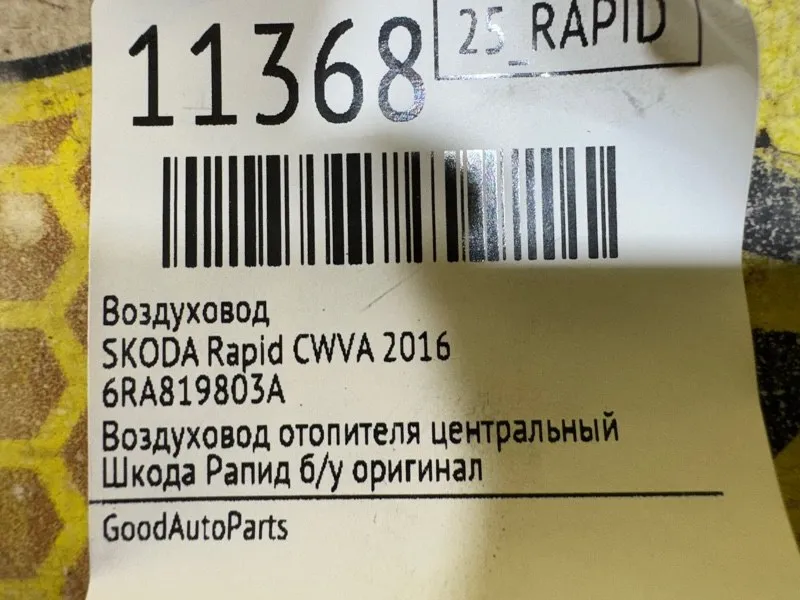 11368
25_RAPID
Воздуховод
SKODA Rapid CWVA 2016
6RA819803A
Воздуховод отопителя центральный
Шкода Рапид б/у оригинал
GoodAutoParts